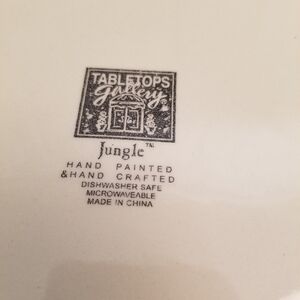 TABLETOPS
Gallery®
Jungle™
HAND PAINTED
& HAND CRAFTED
DISHWASHER SAFE
MICROWAVEABLE
MADE IN CHINA